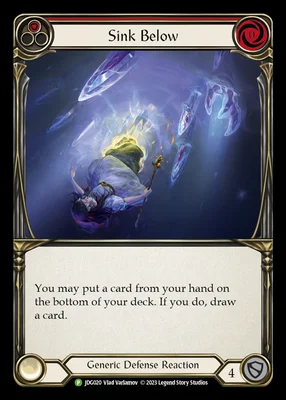 Sink Below
You may put a card from your hand on
the bottom of your deck. If you do, draw
a card.
Generic Defense Reaction
4
P JDG020 Vlad Varlamov © 2023 Legend Story Studios